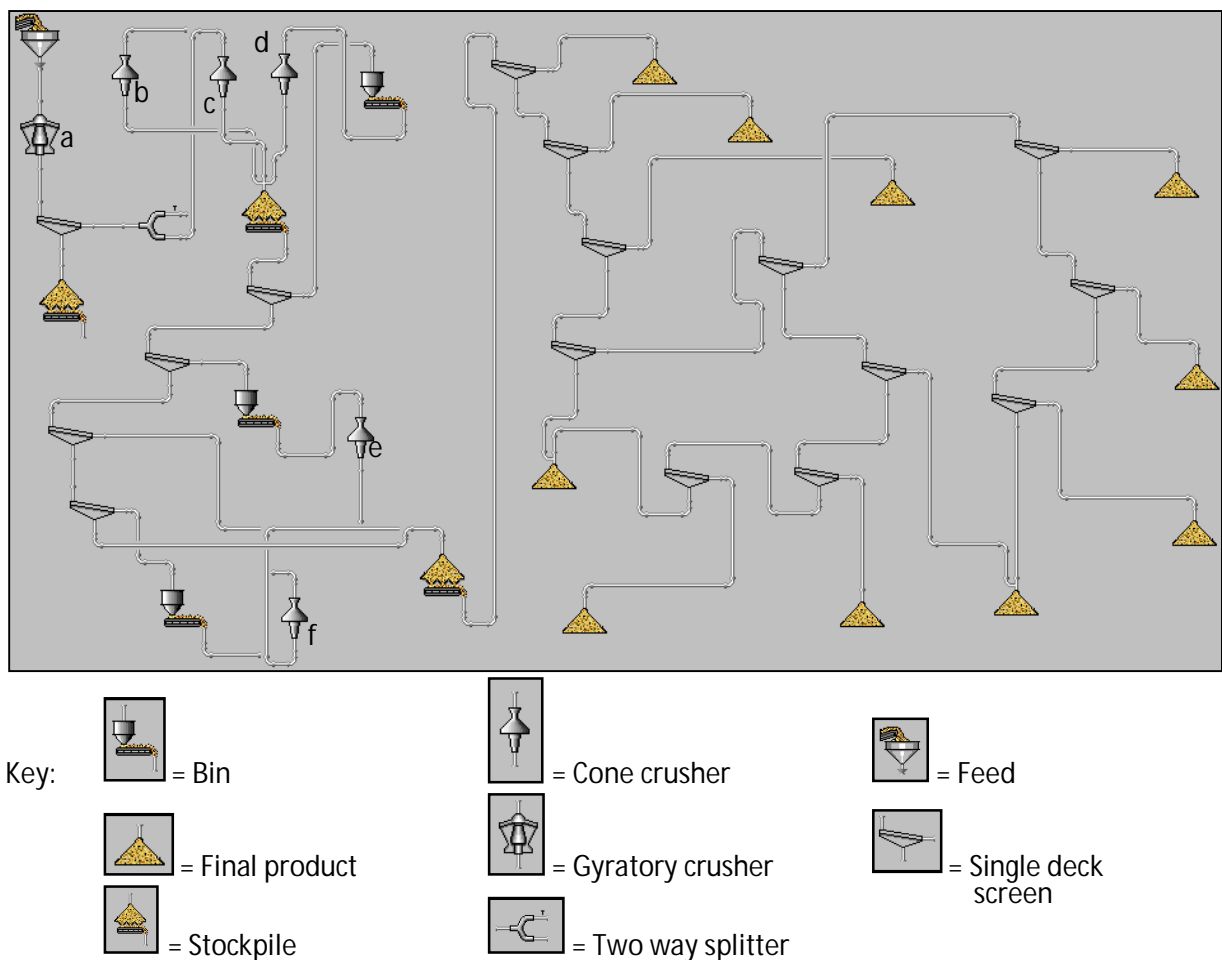 d
b
c
a
e
f
Key:
= Bin
= Cone crusher
= Feed
= Final product
= Gyratory crusher
= Single deck
screen
= Stockpile
= Two way splitter